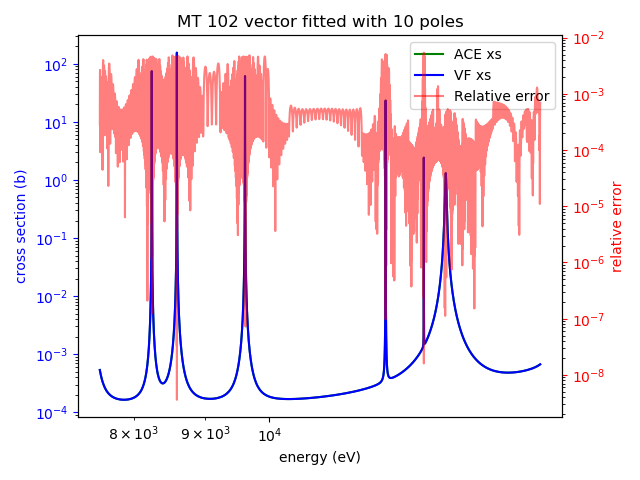 MT 102 vector fitted with 10 poles
ACE xs
VF xs
Relative error
cross section (b)
10²
10¹
10⁰
10⁻¹
10⁻²
10⁻³
10⁻⁴
relative error
10⁻²
10⁻³
10⁻⁴
10⁻⁵
10⁻⁶
10⁻⁷
10⁻⁸
8 × 10³ 9 × 10³ 10⁴
energy (eV)